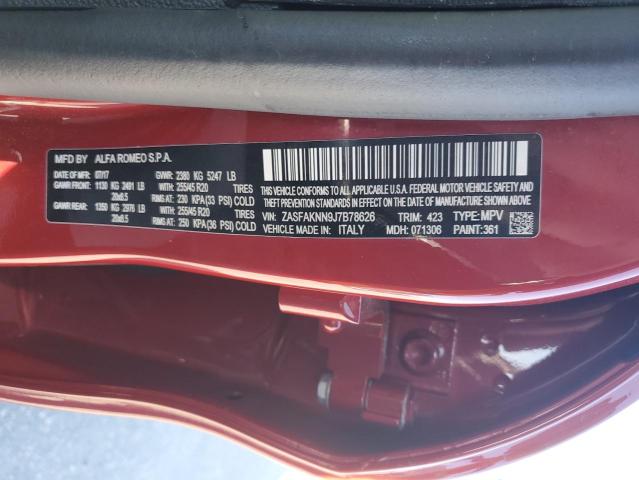 MFD BY ALFA ROMEO S.P.A.
DATE OF MFR: 07/17 GVWR: 2380 KG 5247 LB
GAWR FRONT: 1130 KG 2491 LB WITH 255/45 R20 TIRES
20x8.5 RIMS AT: 230 KPA(33 PSI) COLD
GAWR REAR: 1350 KG 2976 LB WITH 255/45 R20 TIRES
20x8.5 RIMS AT: 250 KPA(36 PSI) COLD
THIS VEHICLE CONFORMS TO ALL APPLICABLE U.S.A. FEDERAL MOTOR VEHICLE SAFETY, BUMPER AND
THEFT PREVENTION STANDARDS IN EFFECT ON THE DATE OF MANUFACTURE SHOWN ABOVE.
VIN: ZASFAKNN9J7B78626 TRIM: 423 TYPE: MPV
VEHICLE MADE IN: ITALY MDH: 071306 PAINT: 361